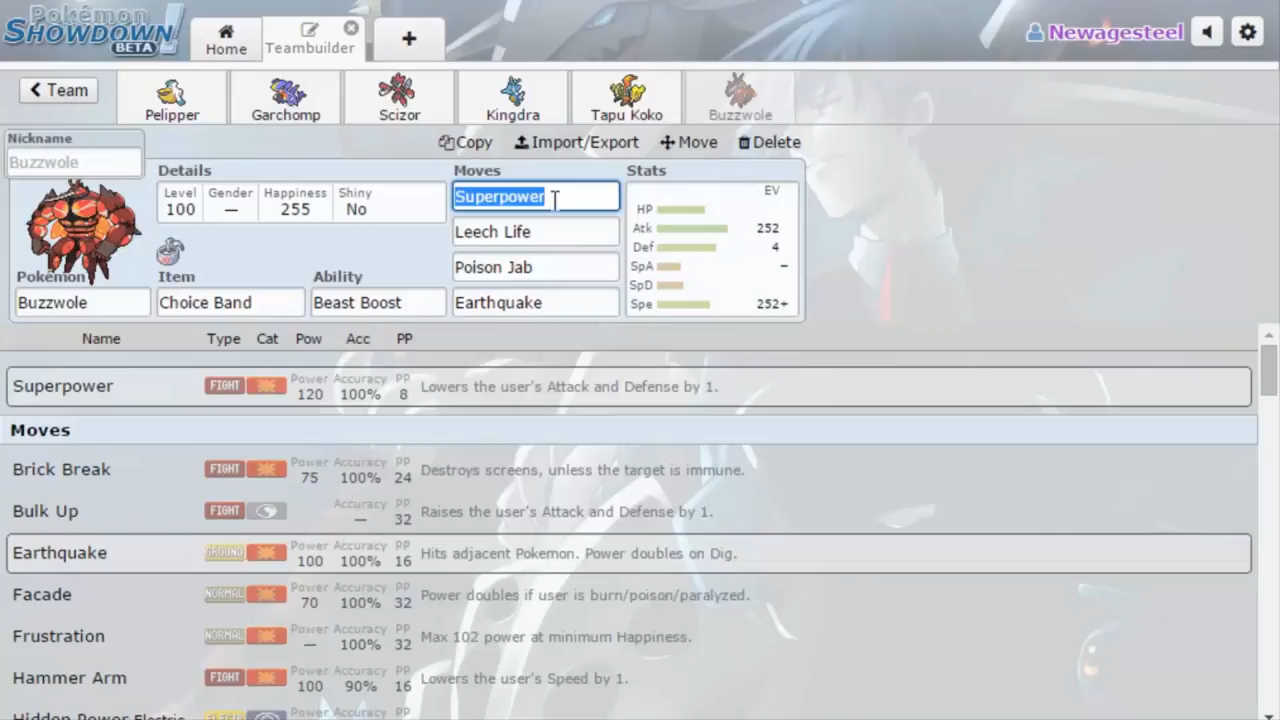 Pokémon
SHOWDOWN!
BETA
Home
Teambuilder
+
Newagesteel
Team
Pelipper
Garchomp
Scizor
Kingdra
Tapu Koko
Buzzwole
Nickname
Buzzwole
Copy
Import/Export
Move
Delete
Details
Moves
Stats
Level Gender Happiness Shiny
100 — 255 No
Superpower
Leech Life
Poison Jab
Earthquake
EV
HP
Atk 252
Def 4
SpA –
SpD
Spe 252+
Pokémon Item Ability
Buzzwole Choice Band Beast Boost
Name Type Cat Pow Acc PP
Superpower FIGHT Power 120 Accuracy 100% PP 8 Lowers the user's Attack and Defense by 1.
Moves
Brick Break FIGHT Power 75 Accuracy 100% PP 24 Destroys screens, unless the target is immune.
Bulk Up FIGHT Accuracy — PP 32 Raises the user's Attack and Defense by 1.
Earthquake GROUND Power 100 Accuracy 100% PP 16 Hits adjacent Pokemon. Power doubles on Dig.
Facade NORMAL Power 70 Accuracy 100% PP 32 Power doubles if user is burn/poison/paralyzed.
Frustration NORMAL Power — Accuracy 100% PP 32 Max 102 power at minimum Happiness.
Hammer Arm FIGHT Power 100 Accuracy 90% PP 16 Lowers the user's Speed by 1.
Hidden Power Electric ELECTR Power Accuracy PP